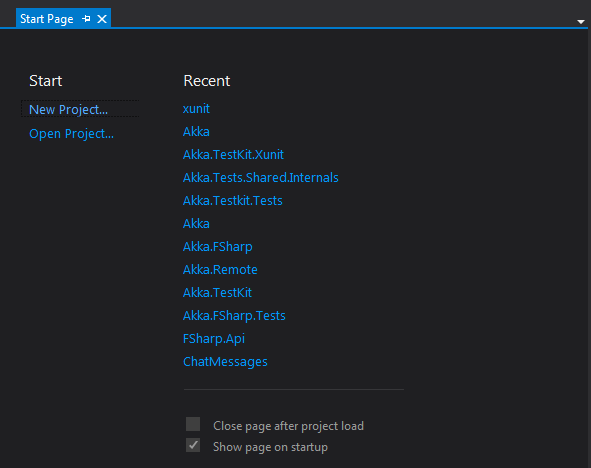 Start Page
Start
New Project...
Open Project...
Recent
xunit
Akka
Akka.TestKit.Xunit
Akka.Tests.Shared.Internals
Akka.Testkit.Tests
Akka
Akka.FSharp
Akka.Remote
Akka.TestKit
Akka.FSharp.Tests
FSharp.Api
ChatMessages
Close page after project load
Show page on startup